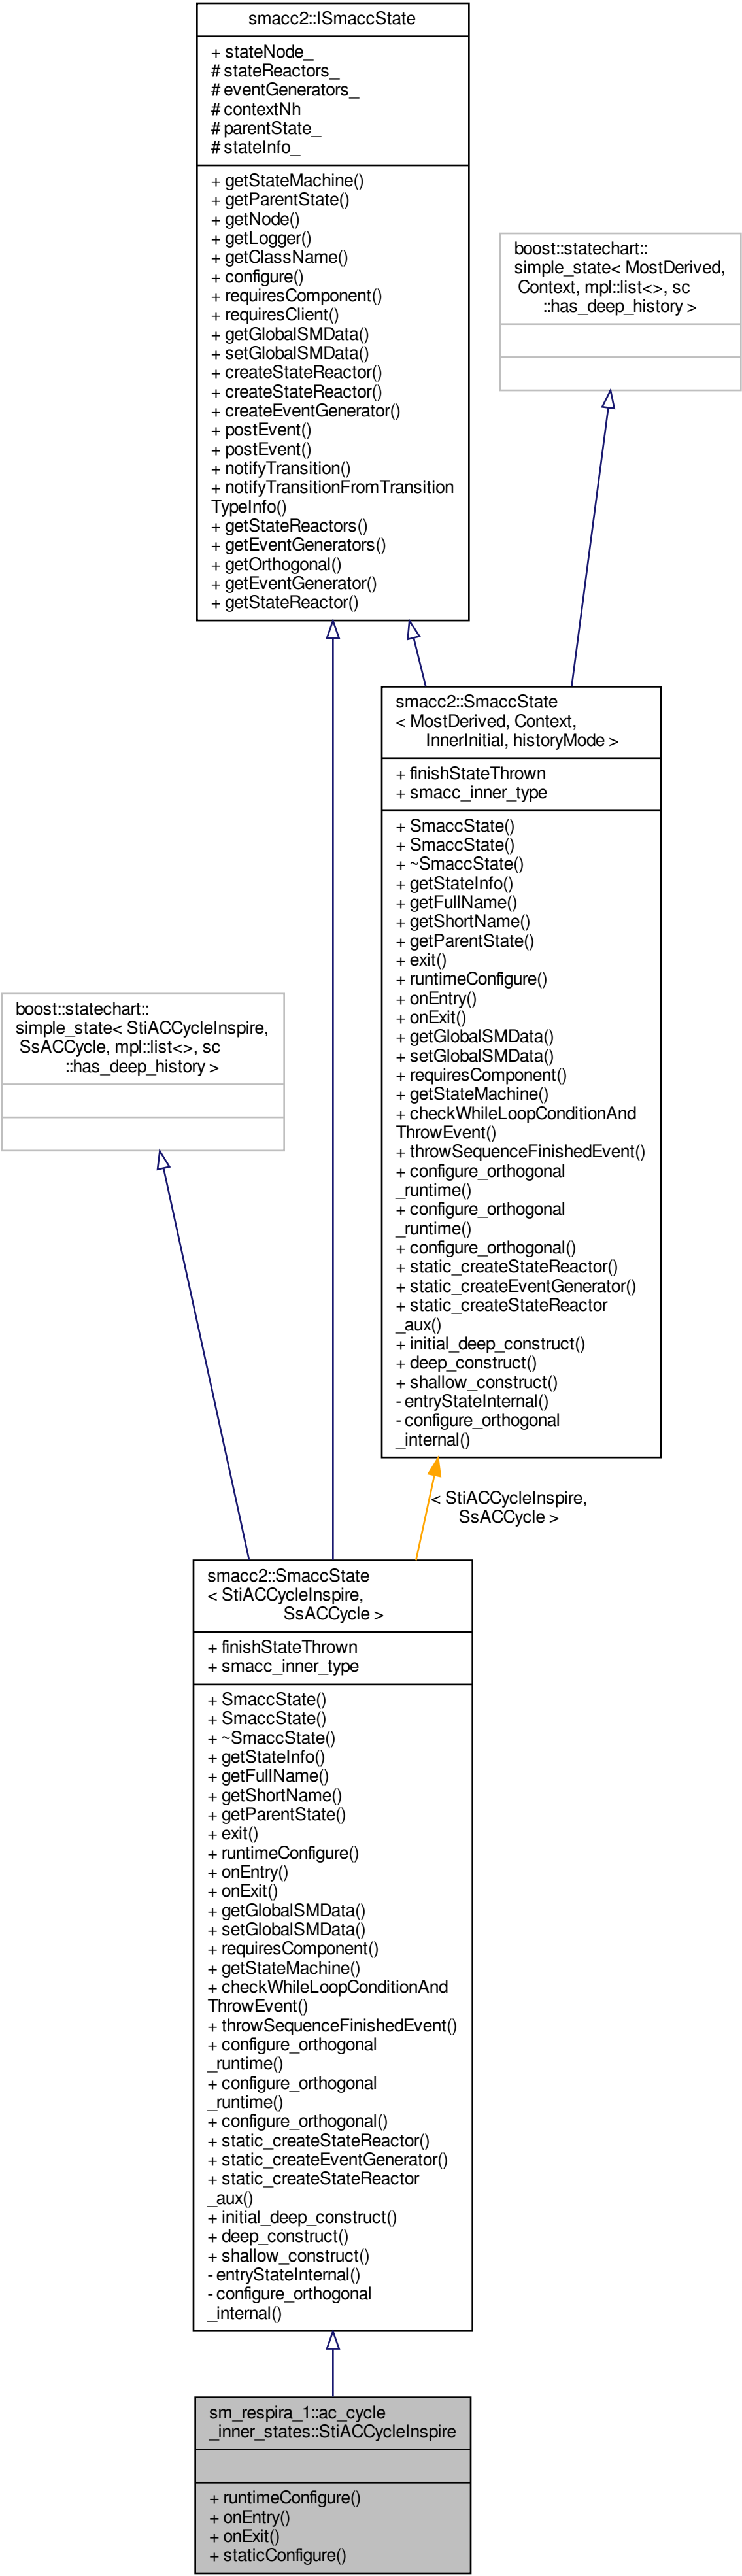 smacc2::ISmaccState
+ stateNode_
# stateReactors_
# eventGenerators_
# contextNh
# parentState_
# stateInfo_
+ getStateMachine()
+ getParentState()
+ getNode()
+ getLogger()
+ getClassName()
+ configure()
+ requiresComponent()
+ requiresClient()
+ getGlobalSMData()
+ setGlobalSMData()
+ createStateReactor()
+ createStateReactor()
+ createEventGenerator()
+ postEvent()
+ postEvent()
+ notifyTransition()
+ notifyTransitionFromTransition
TypeInfo()
+ getStateReactors()
+ getEventGenerators()
+ getOrthogonal()
+ getEventGenerator()
+ getStateReactor()
boost::statechart::
simple_state< MostDerived,
Context, mpl::list<>, sc
::has_deep_history >
smacc2::SmaccState
< MostDerived, Context,
InnerInitial, historyMode >
+ finishStateThrown
+ smacc_inner_type
+ SmaccState()
+ SmaccState()
+ ~SmaccState()
+ getStateInfo()
+ getFullName()
+ getShortName()
+ getParentState()
+ exit()
+ runtimeConfigure()
+ onEntry()
+ onExit()
+ getGlobalSMData()
+ setGlobalSMData()
+ requiresComponent()
+ getStateMachine()
+ checkWhileLoopConditionAnd
ThrowEvent()
+ throwSequenceFinishedEvent()
+ configure_orthogonal
_runtime()
+ configure_orthogonal
_runtime()
+ configure_orthogonal()
+ static_createStateReactor()
+ static_createEventGenerator()
+ static_createStateReactor
_aux()
+ initial_deep_construct()
+ deep_construct()
+ shallow_construct()
- entryStateInternal()
- configure_orthogonal
_internal()
boost::statechart::
simple_state< StiACCycleInspire,
SsACCycle, mpl::list<>, sc
::has_deep_history >
< StiACCycleInspire,
SsACCycle >
smacc2::SmaccState
< StiACCycleInspire,
SsACCycle >
+ finishStateThrown
+ smacc_inner_type
+ SmaccState()
+ SmaccState()
+ ~SmaccState()
+ getStateInfo()
+ getFullName()
+ getShortName()
+ getParentState()
+ exit()
+ runtimeConfigure()
+ onEntry()
+ onExit()
+ getGlobalSMData()
+ setGlobalSMData()
+ requiresComponent()
+ getStateMachine()
+ checkWhileLoopConditionAnd
ThrowEvent()
+ throwSequenceFinishedEvent()
+ configure_orthogonal
_runtime()
+ configure_orthogonal
_runtime()
+ configure_orthogonal()
+ static_createStateReactor()
+ static_createEventGenerator()
+ static_createStateReactor
_aux()
+ initial_deep_construct()
+ deep_construct()
+ shallow_construct()
- entryStateInternal()
- configure_orthogonal
_internal()
sm_respira_1::ac_cycle
_inner_states::StiACCycleInspire
+ runtimeConfigure()
+ onEntry()
+ onExit()
+ staticConfigure()